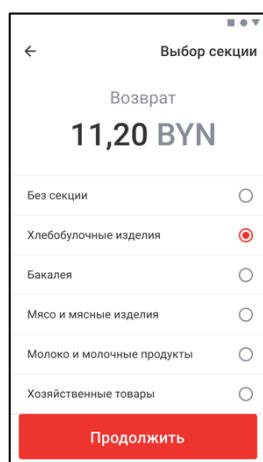 Выбор секции
Возврат
11,20 BYN
Без секции
Хлебобулочные изделия
Бакалея
Мясо и мясные изделия
Молоко и молочные продукты
Хозяйственные товары
Продолжить